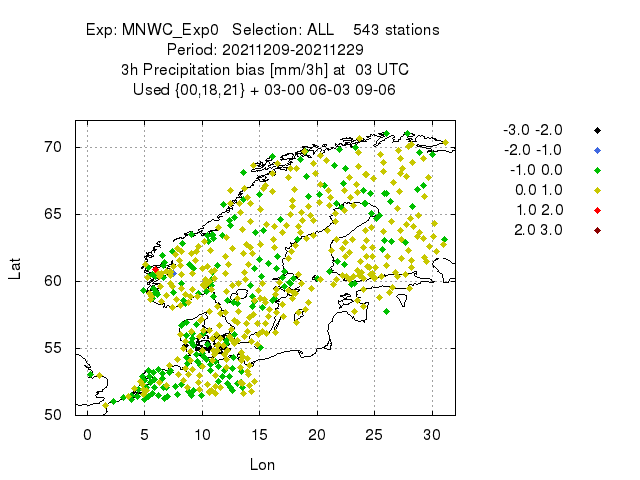 Exp: MNWC_Exp0   Selection: ALL    543 stations
Period: 20211209-20211229
3h Precipitation bias [mm/3h] at  03 UTC
Used {00,18,21} + 03-00 06-03 09-06
-3.0 -2.0
-2.0 -1.0
-1.0 0.0
0.0 1.0
1.0 2.0
2.0 3.0
70
65
60
55
50
Lat
0 5 10 15 20 25 30
Lon